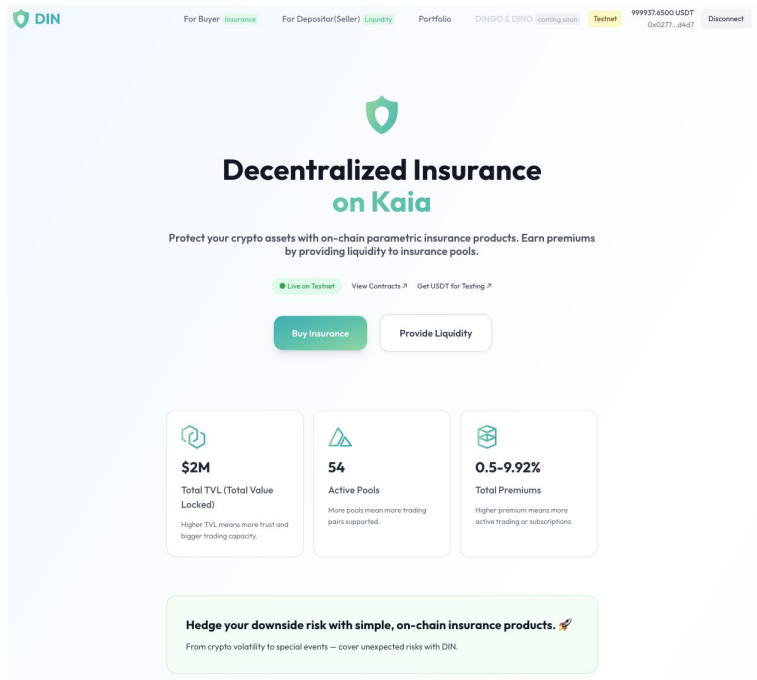 DIN
For Buyer Insurance
For Depositor(Seller) Liquidity
Portfolio
DINGO & DINO coming soon
Testnet
999937.6500 USDT
0x0277...d4d7
Disconnect
Decentralized Insurance
on Kaia
Protect your crypto assets with on-chain parametric insurance products. Earn premiums
by providing liquidity to insurance pools.
Live on Testnet
View Contracts ↗
Get USDT for Testing ↗
Buy Insurance
Provide Liquidity
$2M
Total TVL (Total Value
Locked)
Higher TVL means more trust and
bigger trading capacity.
54
Active Pools
More pools mean more trading
pairs supported.
0.5-9.92%
Total Premiums
Higher premium means more
active trading or subscriptions.
Hedge your downside risk with simple, on-chain insurance products. 🚀
From crypto volatility to special events — cover unexpected risks with DIN.